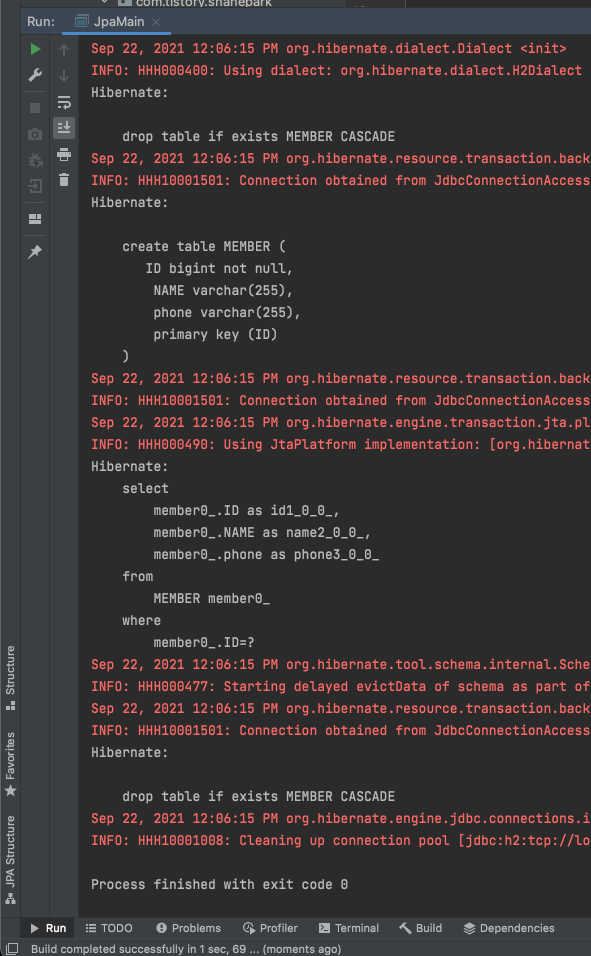 com.tistory.shanepark
Run: JpaMain
Sep 22, 2021 12:06:15 PM org.hibernate.dialect.Dialect <init>
INFO: HHH000400: Using dialect: org.hibernate.dialect.H2Dialect
Hibernate:
drop table if exists MEMBER CASCADE
Sep 22, 2021 12:06:15 PM org.hibernate.resource.transaction.back
INFO: HHH10001501: Connection obtained from JdbcConnectionAccess
Hibernate:
create table MEMBER (
ID bigint not null,
NAME varchar(255),
phone varchar(255),
primary key (ID)
)
Sep 22, 2021 12:06:15 PM org.hibernate.resource.transaction.back
INFO: HHH10001501: Connection obtained from JdbcConnectionAccess
Sep 22, 2021 12:06:15 PM org.hibernate.engine.transaction.jta.pl
INFO: HHH000490: Using JtaPlatform implementation: [org.hibernat
Hibernate:
select
member0_.ID as id1_0_0_,
member0_.NAME as name2_0_0_,
member0_.phone as phone3_0_0_
from
MEMBER member0_
where
member0_.ID=?
Sep 22, 2021 12:06:15 PM org.hibernate.tool.schema.internal.Sche
INFO: HHH000477: Starting delayed evictData of schema as part of
Sep 22, 2021 12:06:15 PM org.hibernate.resource.transaction.back
INFO: HHH10001501: Connection obtained from JdbcConnectionAccess
Hibernate:
drop table if exists MEMBER CASCADE
Sep 22, 2021 12:06:15 PM org.hibernate.engine.jdbc.connections.i
INFO: HHH10001008: Cleaning up connection pool [jdbc:h2:tcp://lo
Process finished with exit code 0
Structure
Favorites
JPA Structure
Run TODO Problems Profiler Terminal Build Dependencies
Build completed successfully in 1 sec, 69 ... (moments ago)